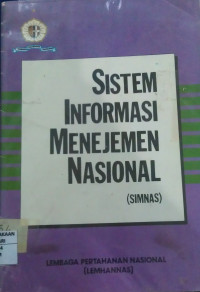 SISTEM
INFORMASI
MENEJEMEN
NASIONAL
(SIMNAS)
LEMBAGA PERTAHANAN NASIONAL
(LEMHANNAS)